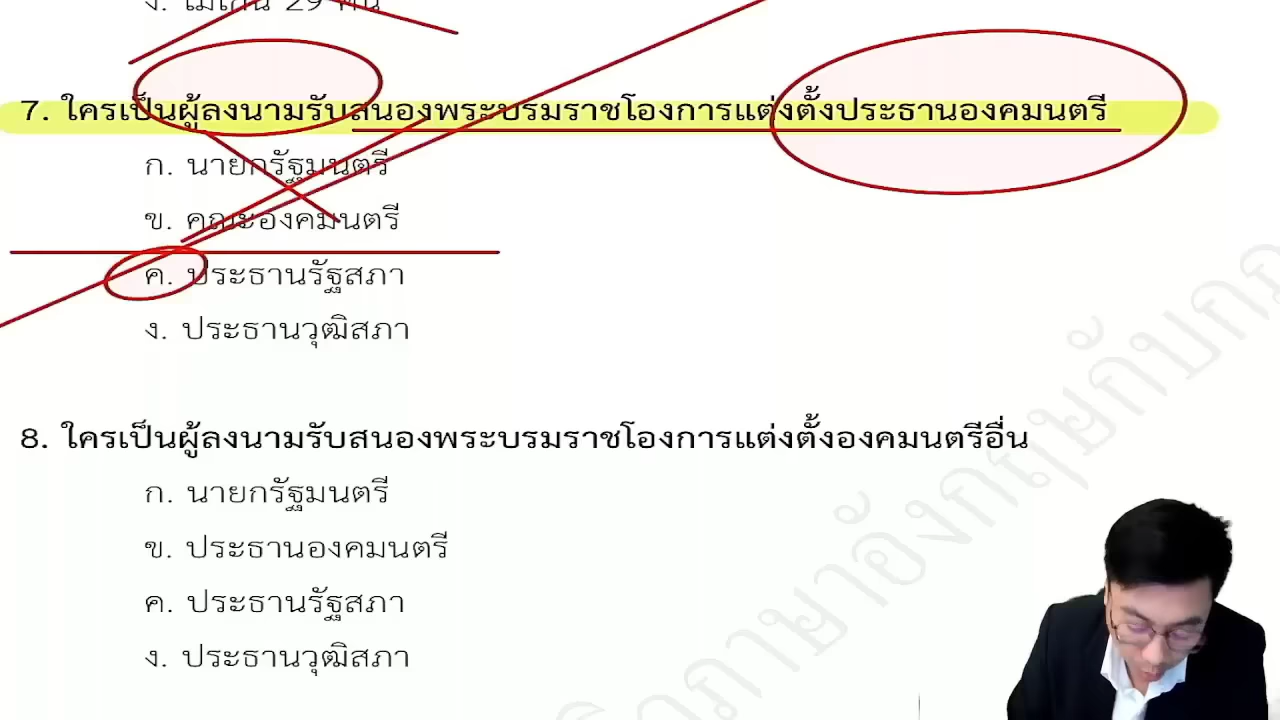 ง. ไม่เกิน 29 คน
7. ใครเป็นผู้ลงนามรับสนองพระบรมราชโองการแต่งตั้งประธานองคมนตรี
ก. นายกรัฐมนตรี
ข. คณะองคมนตรี
ค. ประธานรัฐสภา
ง. ประธานวุฒิสภา
8. ใครเป็นผู้ลงนามรับสนองพระบรมราชโองการแต่งตั้งองคมนตรีอื่น
ก. นายกรัฐมนตรี
ข. ประธานองคมนตรี
ค. ประธานรัฐสภา
ง. ประธานวุฒิสภา